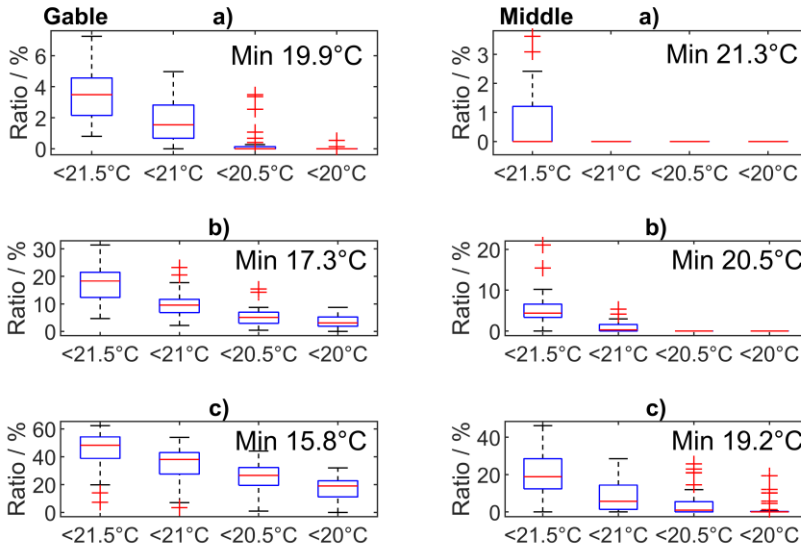 Gable a)
Ratio / %
6
4
2
0
Min 19.9°C
<21.5°C <21°C <20.5°C <20°C
Middle a)
Ratio / %
3
2
1
0
Min 21.3°C
<21.5°C <21°C <20.5°C <20°C
b)
Ratio / %
30
20
10
0
Min 17.3°C
<21.5°C <21°C <20.5°C <20°C
b)
Ratio / %
20
10
0
Min 20.5°C
<21.5°C <21°C <20.5°C <20°C
c)
Ratio / %
60
40
20
0
Min 15.8°C
<21.5°C <21°C <20.5°C <20°C
c)
Ratio / %
40
20
0
Min 19.2°C
<21.5°C <21°C <20.5°C <20°C